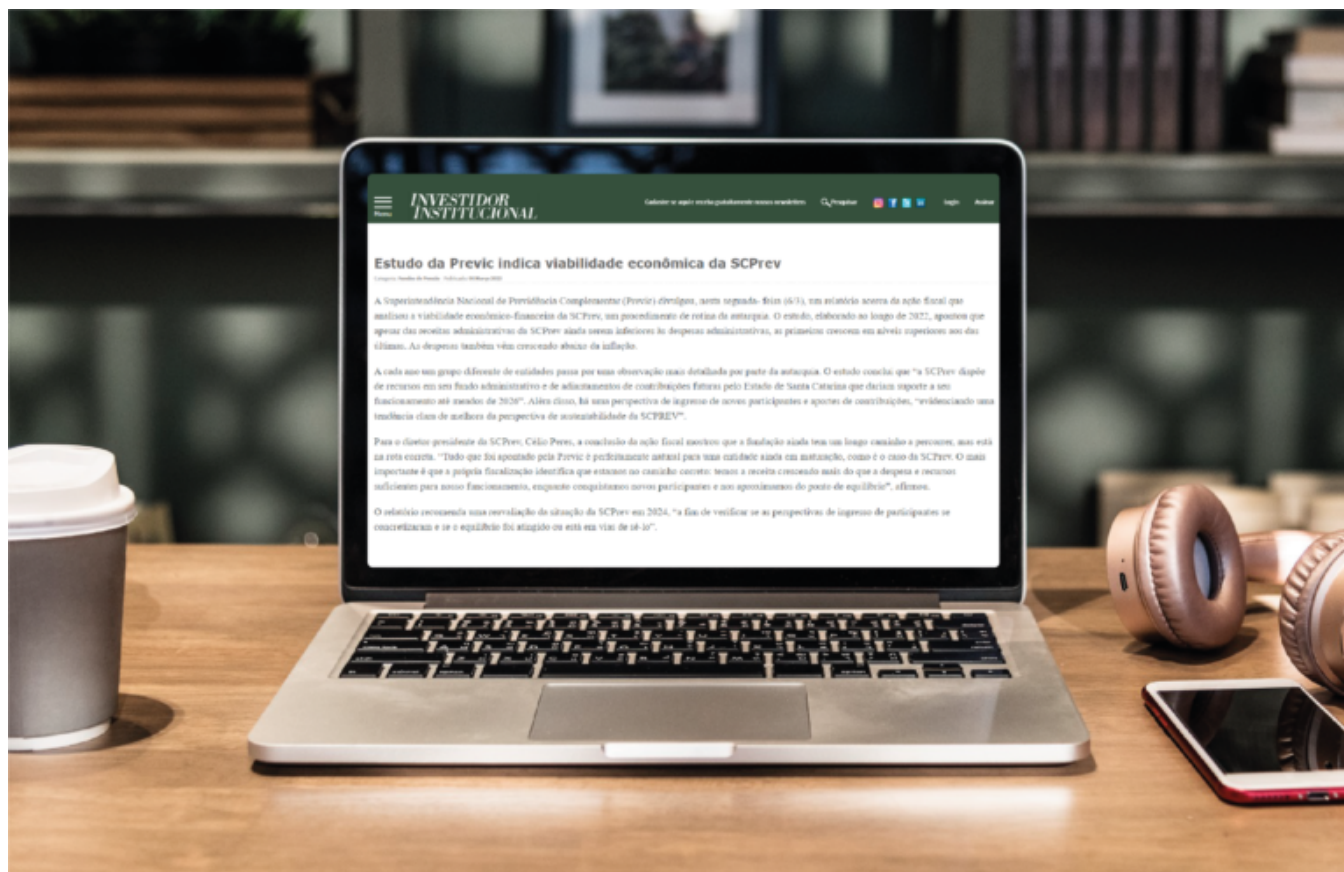 Menu
INVESTIDOR
INSTITUCIONAL
Cadastre-se aqui e receba gratuitamente nossas newsletters
Pesquisar
Login
Assinar
Estudo da Previc indica viabilidade econômica da SCPrev
A Superintendência Nacional de Previdência Complementar (Previc) divulgou, nesta segunda- feira (6/3), um relatório acerca da ação fiscal que
analisou a viabilidade econômico-financeira da SCPrev, um procedimento de rotina da autarquia. O estudo, elaborado ao longo de 2022, apontou que
apesar das receitas administrativas da SCPrev ainda serem inferiores às despesas administrativas, as primeiras crescem em níveis superiores aos das
últimas. As despesas também vêm crescendo abaixo da inflação.
A cada ano um grupo diferente de entidades passa por uma observação mais detalhada por parte da autarquia. O estudo conclui que “a SCPrev dispõe
de recursos em seu fundo administrativo e de adiantamentos de contribuições futuras pelo Estado de Santa Catarina que dariam suporte a seu
funcionamento até meados de 2026”. Além disso, há uma perspectiva de ingresso de novos participantes e aportes de contribuições, “evidenciando uma
tendência clara de melhora da perspectiva de sustentabilidade da SCPREV”.
Para o diretor-presidente da SCPrev, Célio Peres, a conclusão da ação fiscal mostrou que a fundação ainda tem um longo caminho a percorrer, mas está
na rota correta. “Tudo que foi apontado pela Previc é perfeitamente natural para uma entidade ainda em maturação, como é o caso da SCPrev. O mais
importante é que a própria fiscalização identifica que estamos no caminho correto: temos a receita crescendo mais do que a despesa e recursos
suficientes para nosso funcionamento, enquanto conquistamos novos participantes e nos aproximamos do ponto de equilíbrio”, afirmou.
O relatório recomenda uma reavaliação da situação da SCPrev em 2024, “a fim de verificar se as perspectivas de ingresso de participantes se
concretizaram e se o equilíbrio foi atingido ou está em vias de sê-lo”.